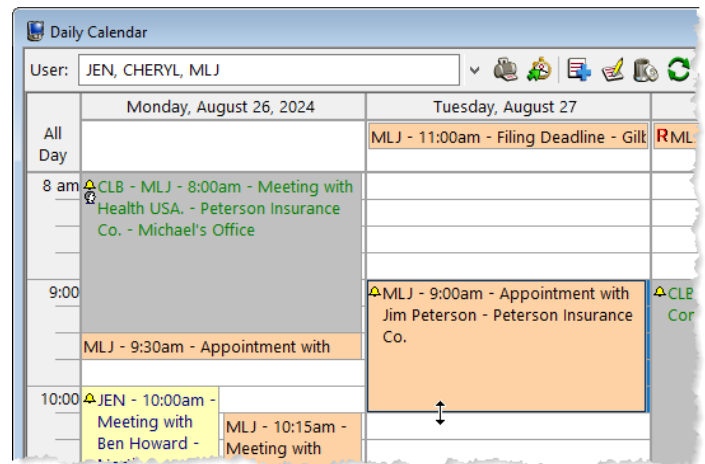 Daily Calendar
User: JEN, CHERYL, MLJ
Monday, August 26, 2024
Tuesday, August 27
All
Day
MLJ - 11:00am - Filing Deadline - Gilb
R ML
8 am
CLB - MLJ - 8:00am - Meeting with
Health USA. - Peterson Insurance
Co. - Michael's Office
9:00
MLJ - 9:30am - Appointment with
MLJ - 9:00am - Appointment with
Jim Peterson - Peterson Insurance
Co.
CLB
Cor
10:00
JEN - 10:00am -
Meeting with
Ben Howard -
MLJ - 10:15am -
Meeting with